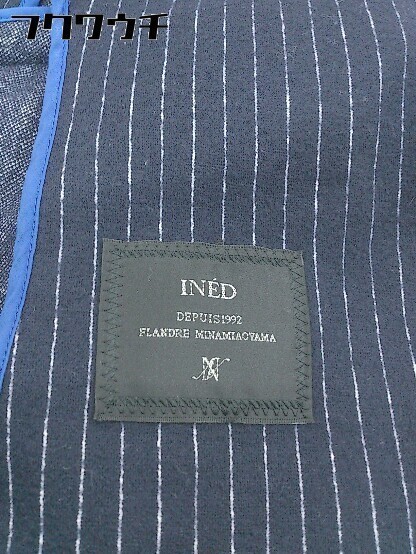 フクワウチ
INÉD
DEPUIS1992
FLANDRE MINAMIAOYAMA